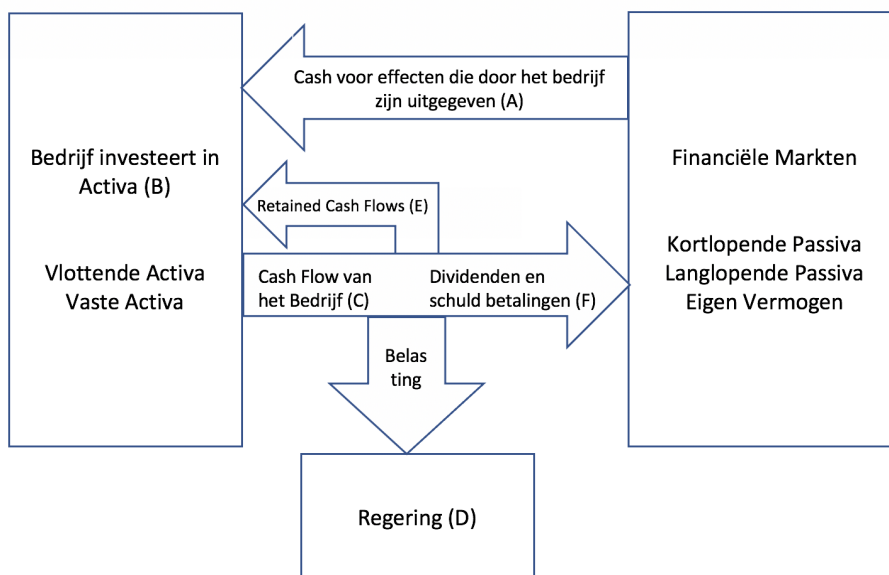 Cash voor effecten die door het bedrijf
zijn uitgegeven (A)
Bedrijf investeert in
Activa (B)
Vlottende Activa
Vaste Activa
Retained Cash Flows (E)
Cash Flow van
het Bedrijf (C)
Dividenden en
schuld betalingen (F)
Belas
ting
Regering (D)
Financiële Markten
Kortlopende Passiva
Langlopende Passiva
Eigen Vermogen